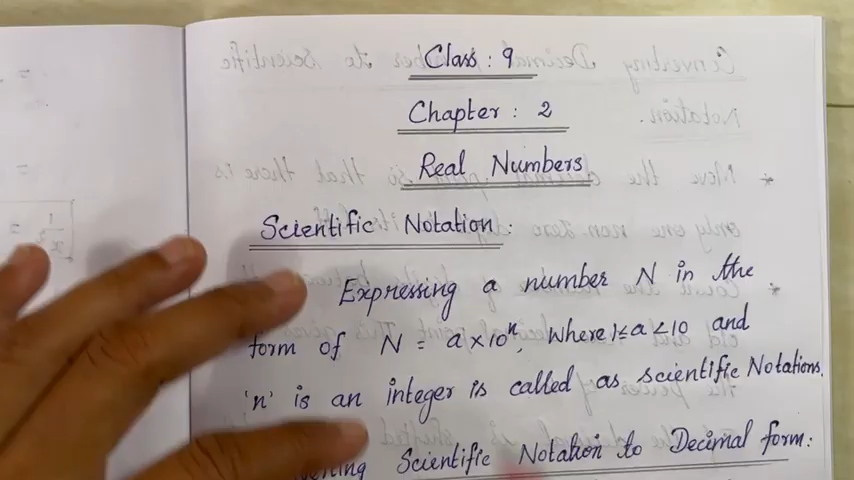 Class : 9
Chapter : 2
Real Numbers
Scientific Notation :
Expressing a number N in the
form of N = a×10ⁿ, where 1≤a<10 and
'n' is an integer is called as scientific Notations.
Scientific Notation to Decimal form: